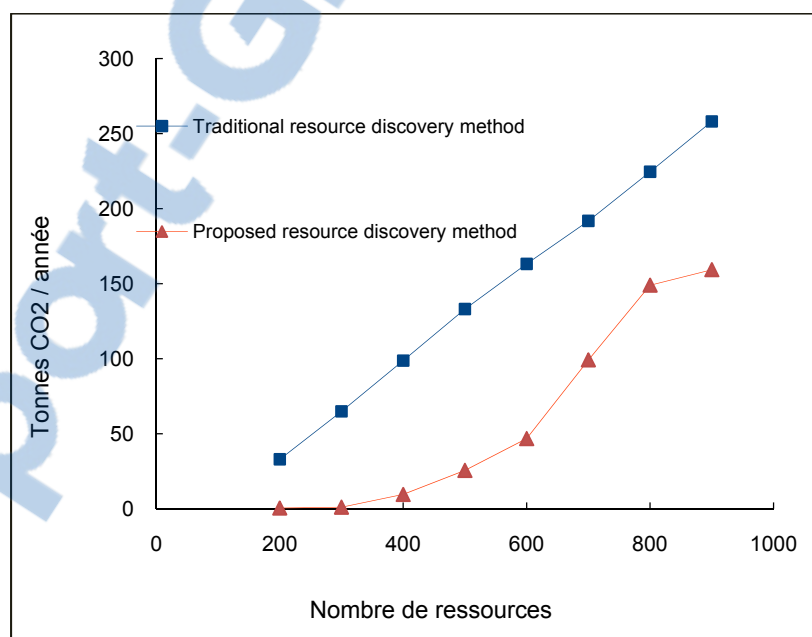 port-G
300
250
200
150
100
50
0
Tonnes CO2 / année
Traditional resource discovery method
Proposed resource discovery method
0 200 400 600 800 1000
Nombre de ressources